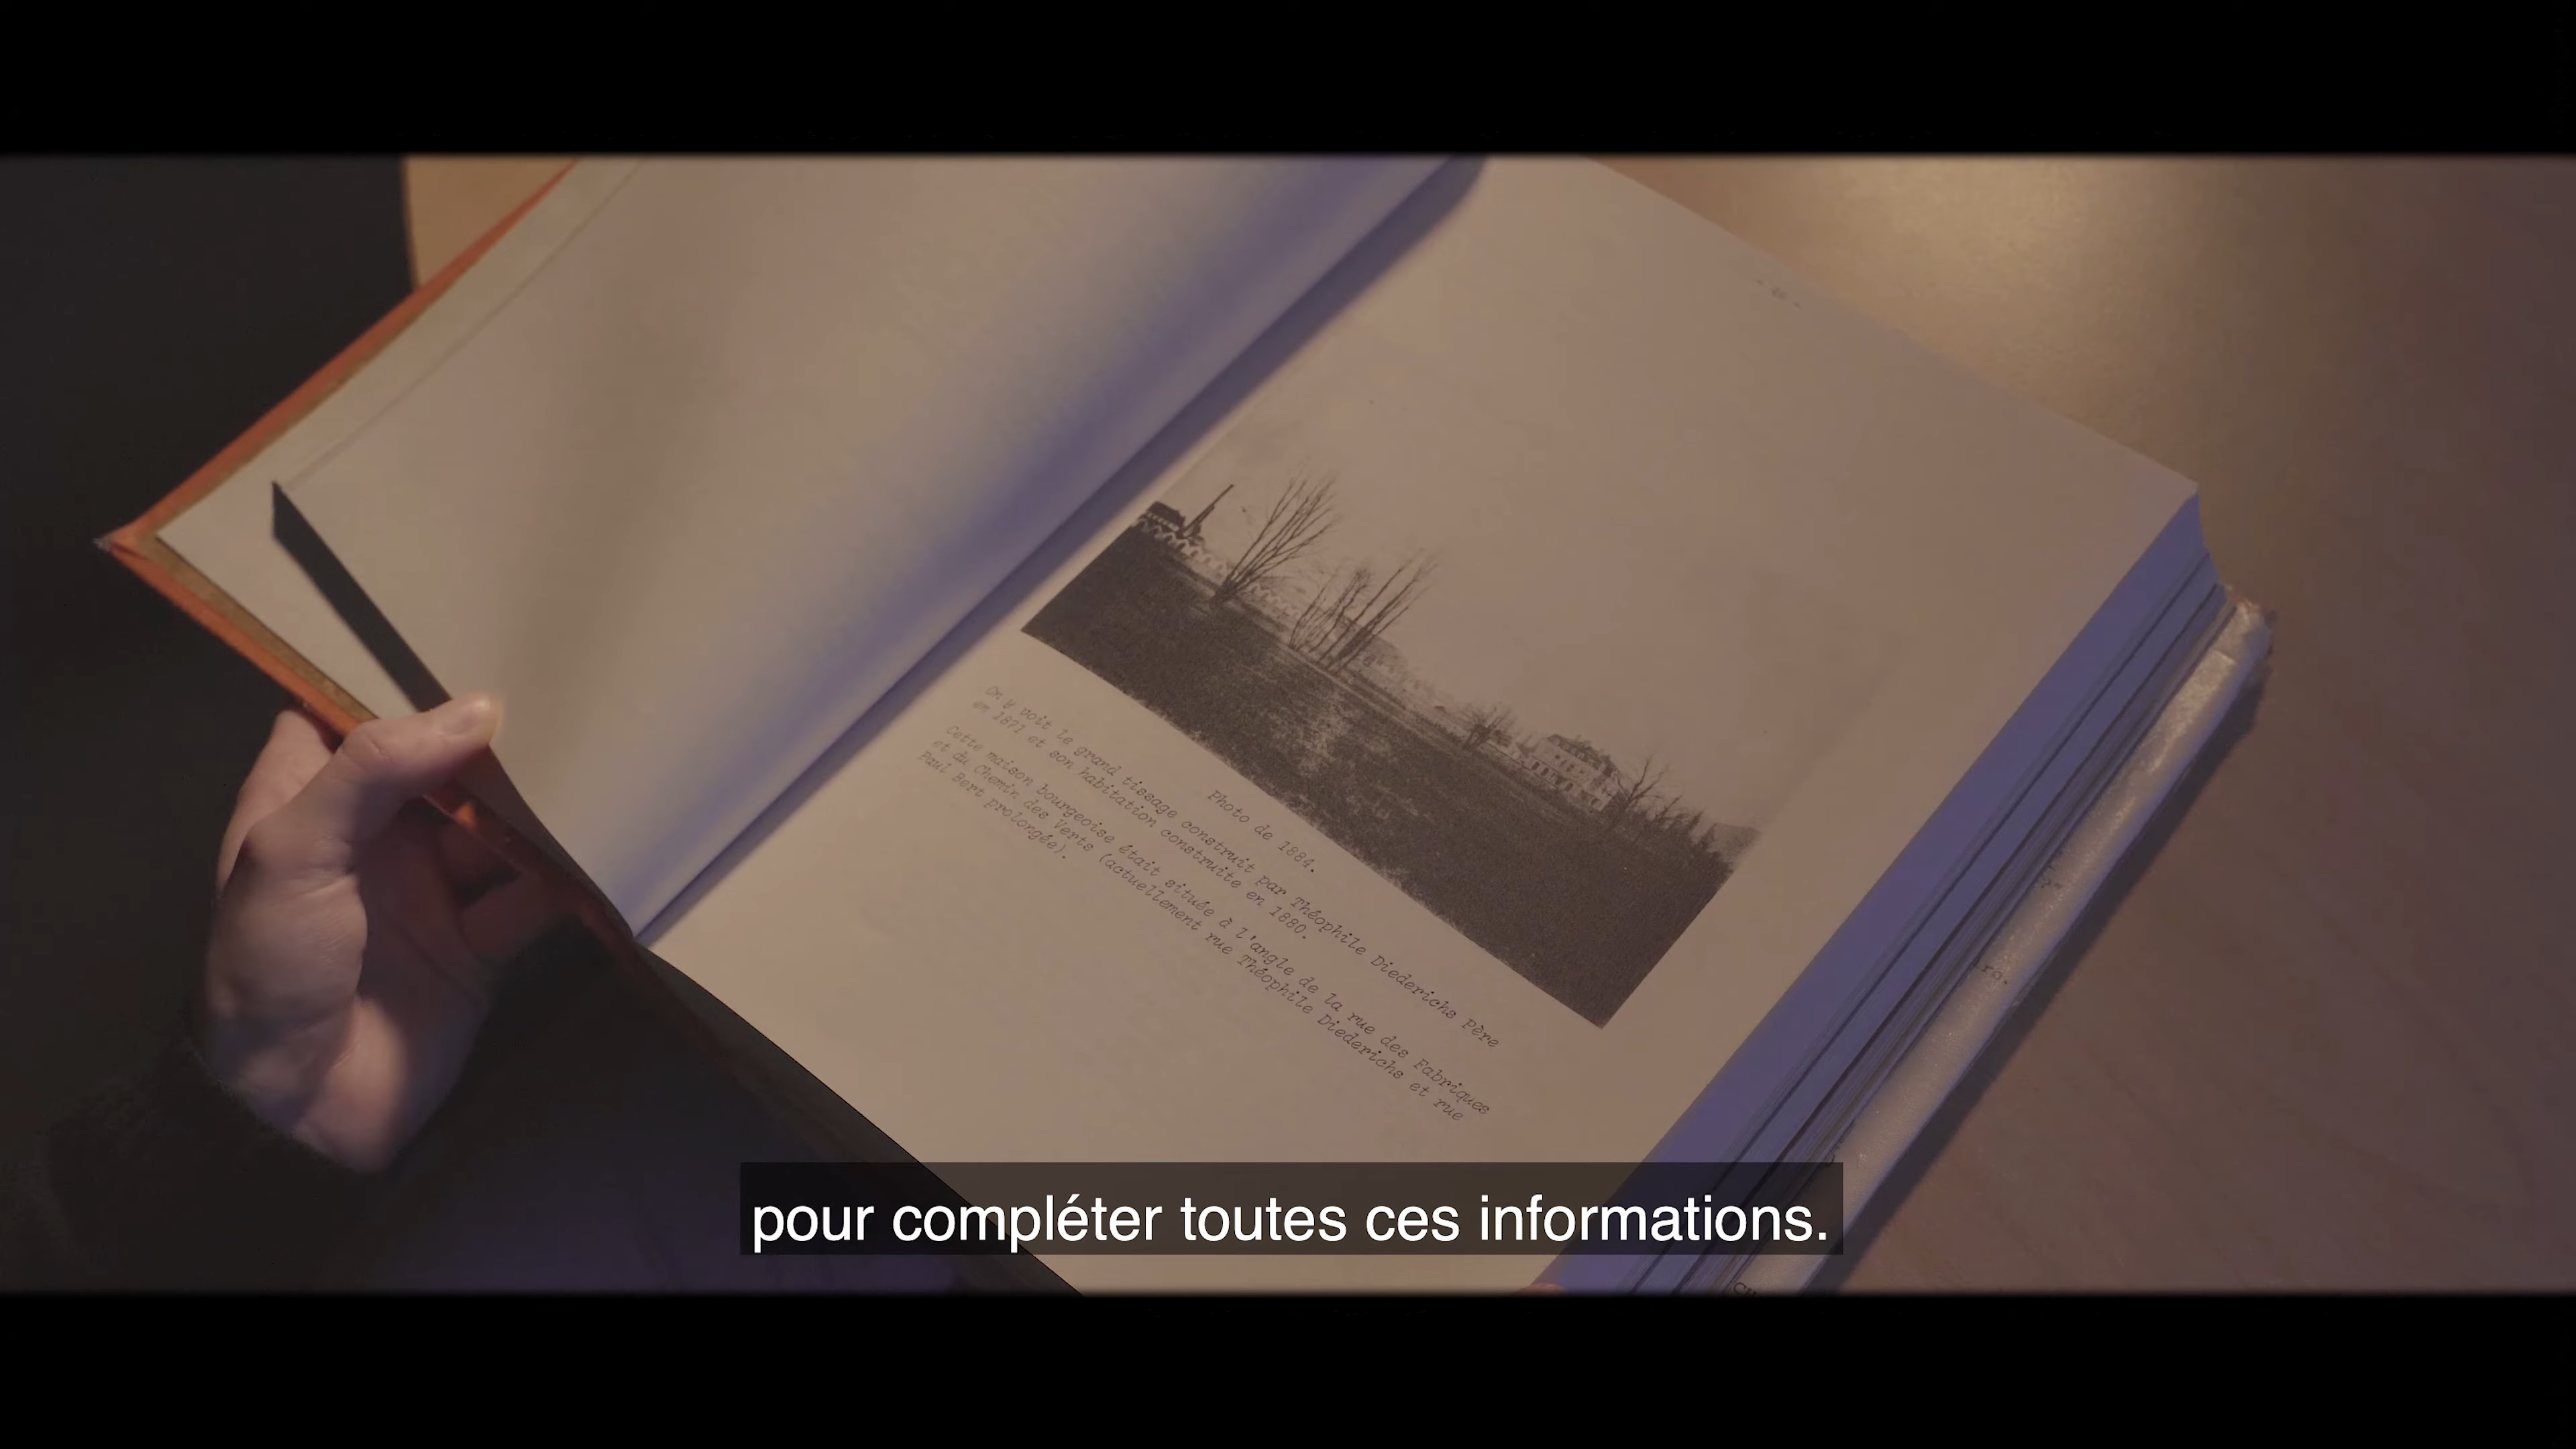 Photo de 1884.
On y voit le grand tissage construit par Théophile Diederichs Père
en 1871 et son habitation construite en 1880.
Cette maison bourgeoise était située à l'angle de la rue des Fabriques
et du Chemin des Verts (actuellement rue Théophile Diederichs et rue
Paul Bert prolongée).
pour compléter toutes ces informations.